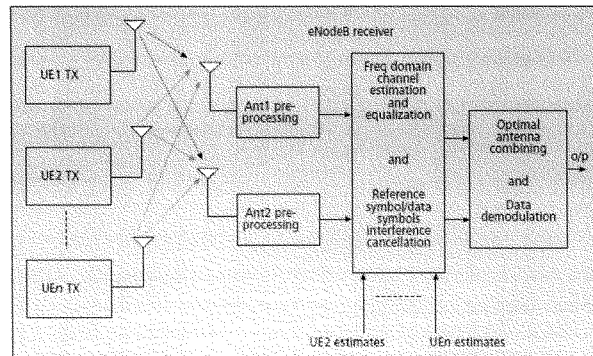 eNodeB receiver
UE1 TX
UE2 TX
UEn TX
Ant1 pre-
processing
Ant2 pre-
processing
Freq domain
channel
estimation
and
equalization
and
Reference
symbol/data
symbols
interference
cancellation
Optimal
antenna
combining
and
Data
demodulation
o/p
UE2 estimates
UEn estimates